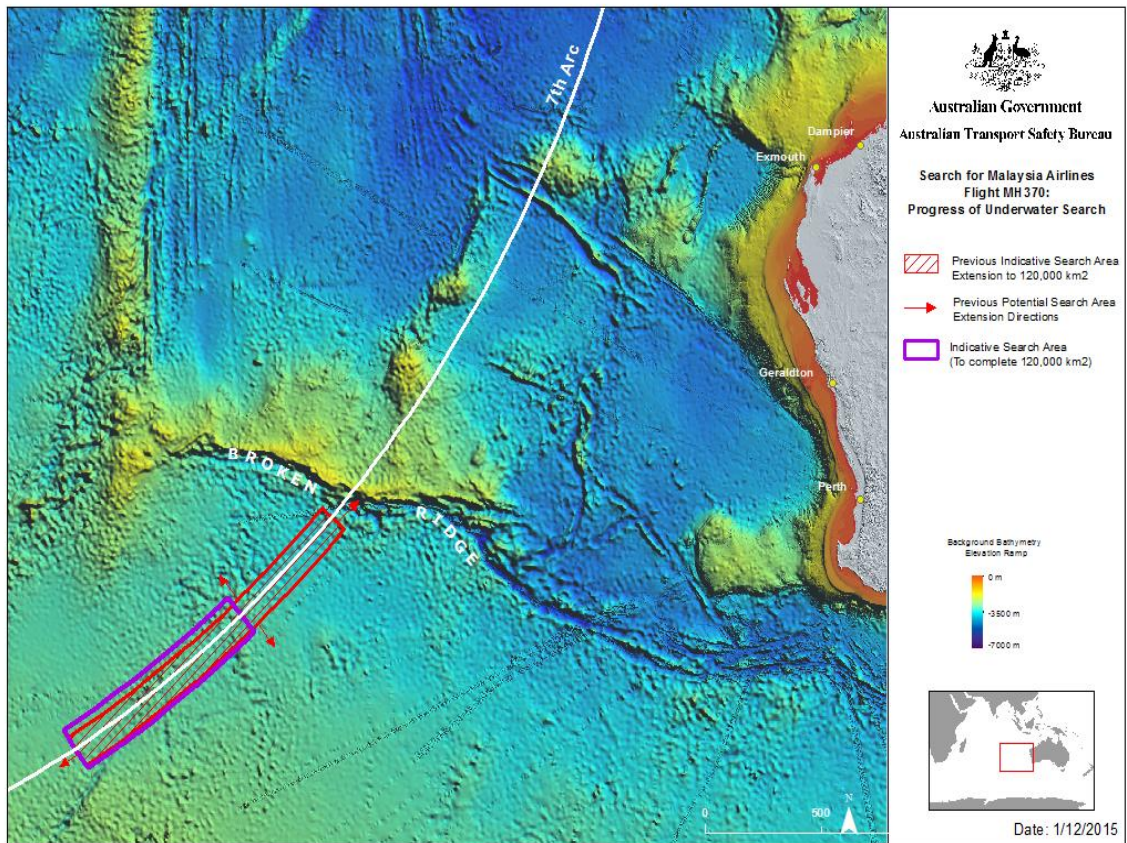 7th Arc
Dampier
Exmouth
Geraldton
Perth
BROKEN
RIDGE
0
500
N
Australian Government
Australian Transport Safety Bureau
Search for Malaysia Airlines
Flight MH370:
Progress of Underwater Search
Previous Indicative Search Area
Extension to 120,000 km2
Previous Potential Search Area
Extension Directions
Indicative Search Area
(To complete 120,000 km2)
Background Bathymetry
Elevation Ramp
0 m
-3500 m
-7000 m
Date: 1/12/2015